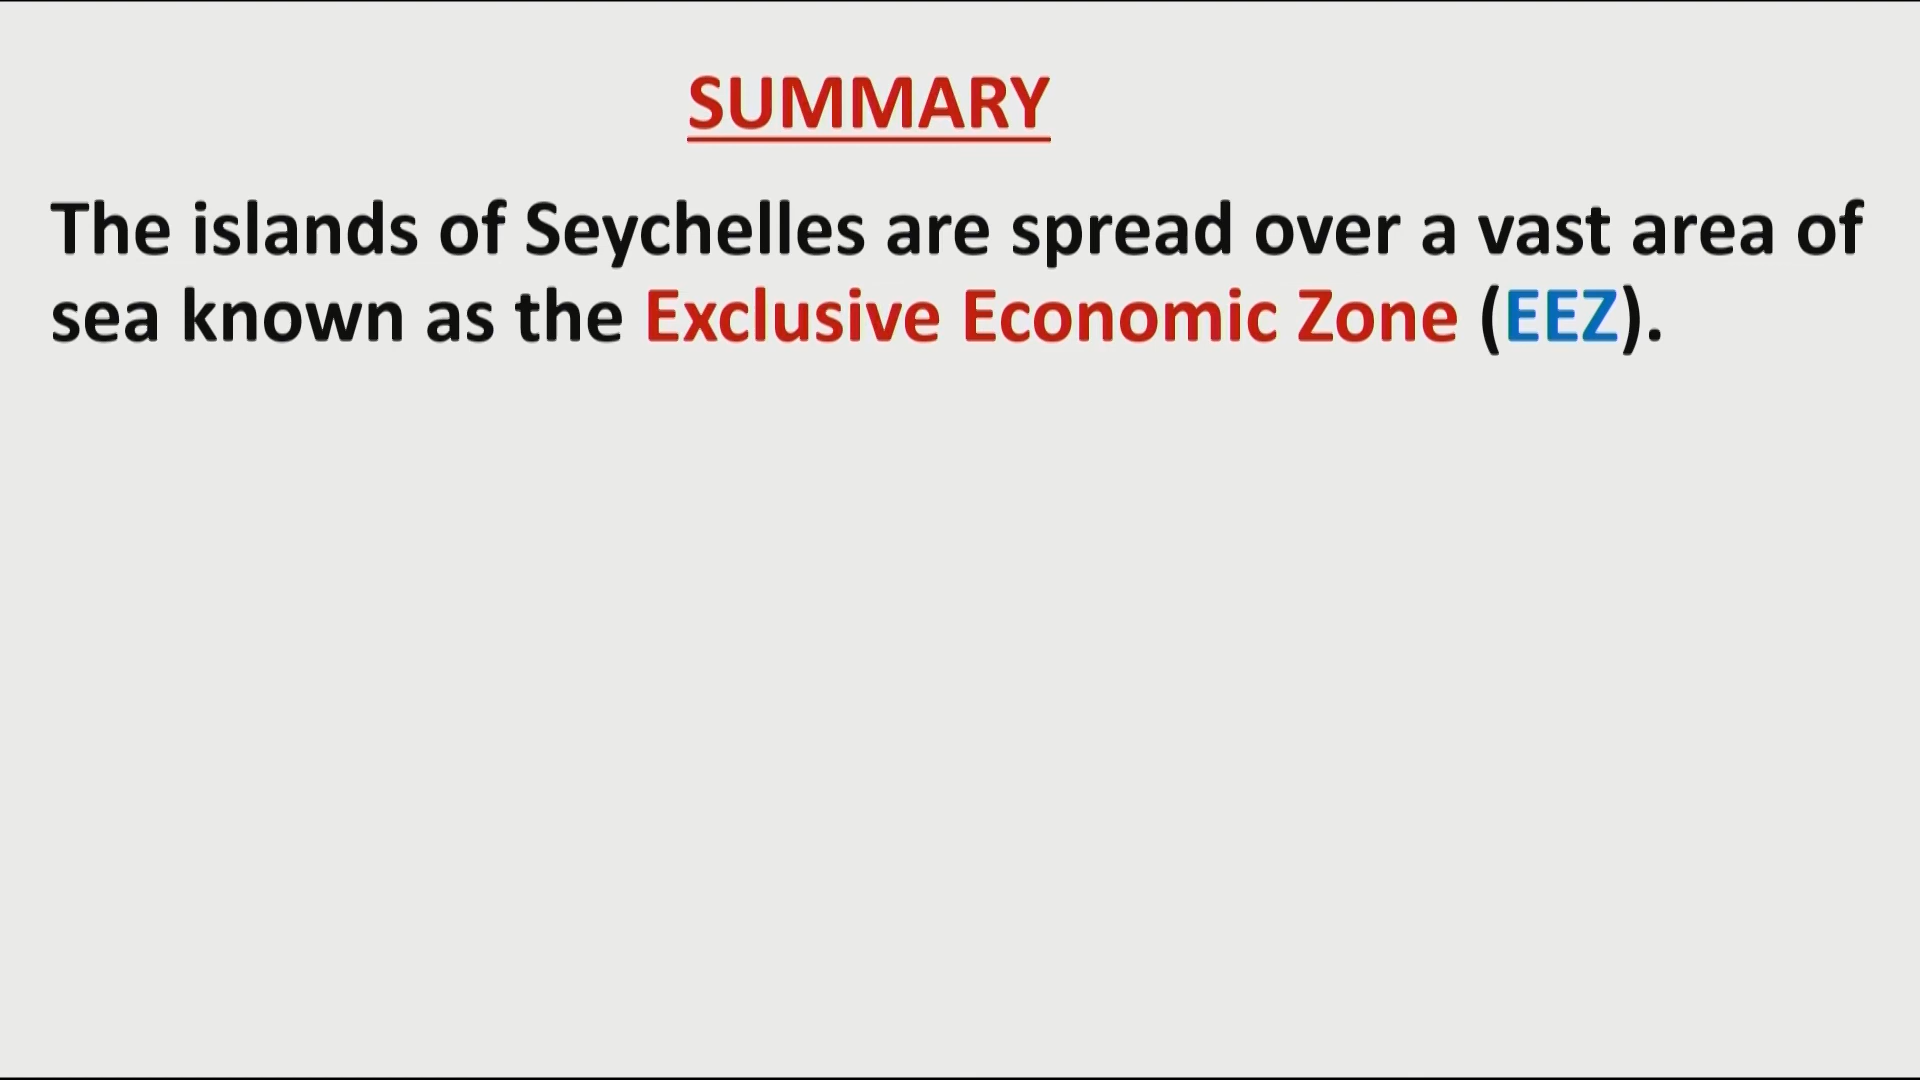 SUMMARY
The islands of Seychelles are spread over a vast area of
sea known as the Exclusive Economic Zone (EEZ).